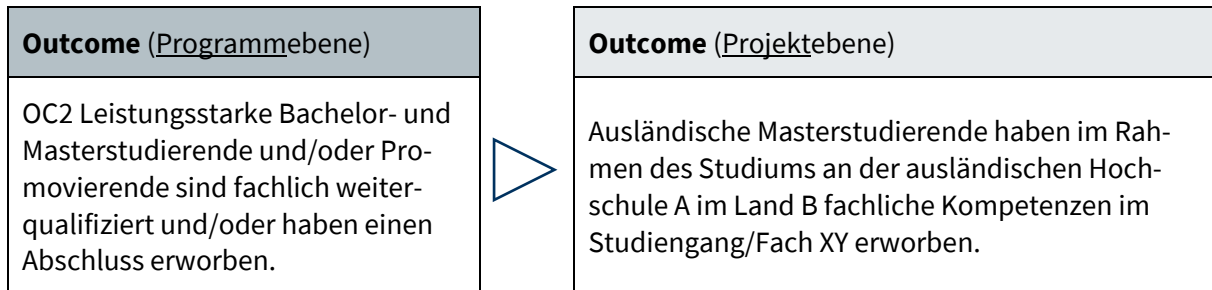 Outcome (Programmebene)
OC2 Leistungsstarke Bachelor- und
Masterstudierende und/oder Pro-
movierende sind fachlich weiter-
qualifiziert und/oder haben einen
Abschluss erworben.
Outcome (Projektebene)
Ausländische Masterstudierende haben im Rah-
men des Studiums an der ausländischen Hoch-
schule A im Land B fachliche Kompetenzen im
Studiengang/Fach XY erworben.